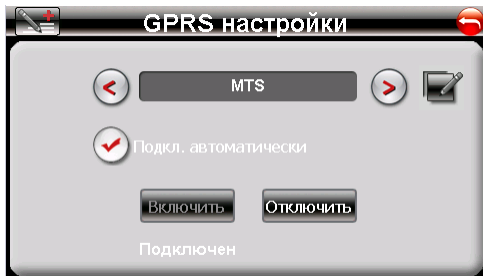 GPRS настройки
MTS
Подкл. автоматически
Включить Отключить
Подключен